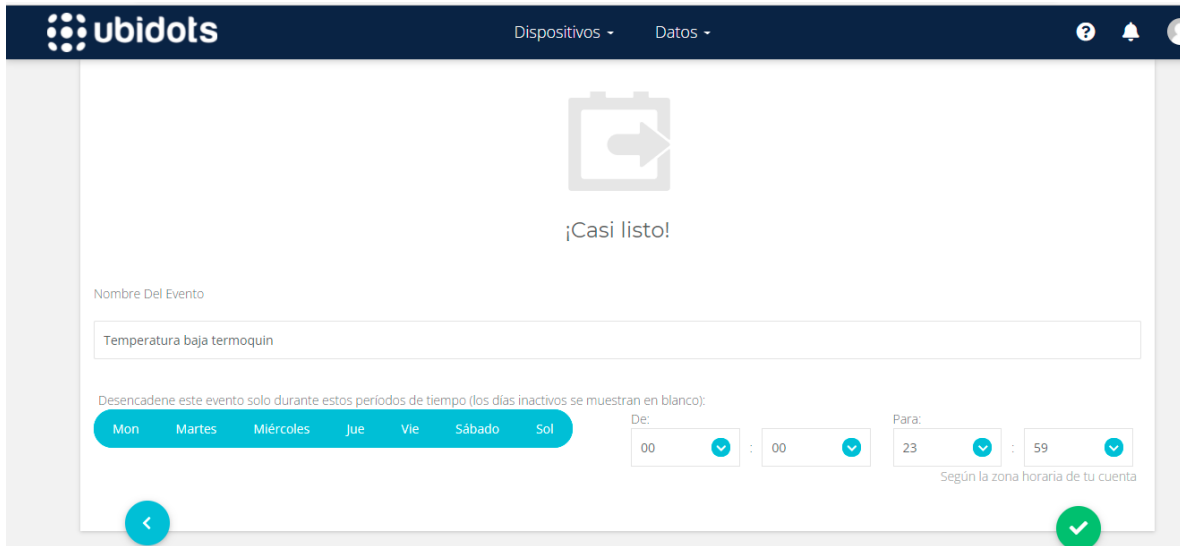 ubidots
Dispositivos Datos
¡Casi listo!
Nombre Del Evento
Temperatura baja termoquin
Desencadene este evento solo durante estos períodos de tiempo (los días inactivos se muestran en blanco):
Mon Martes Miércoles Jue Vie Sábado Sol
De:
00 : 00
Para:
23 : 59
Según la zona horaria de tu cuenta